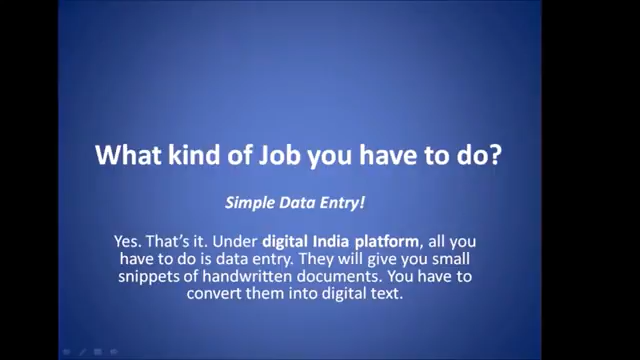 What kind of Job you have to do?
Simple Data Entry!
Yes. That's it. Under digital India platform, all you
have to do is data entry. They will give you small
snippets of handwritten documents. You have to
convert them into digital text.